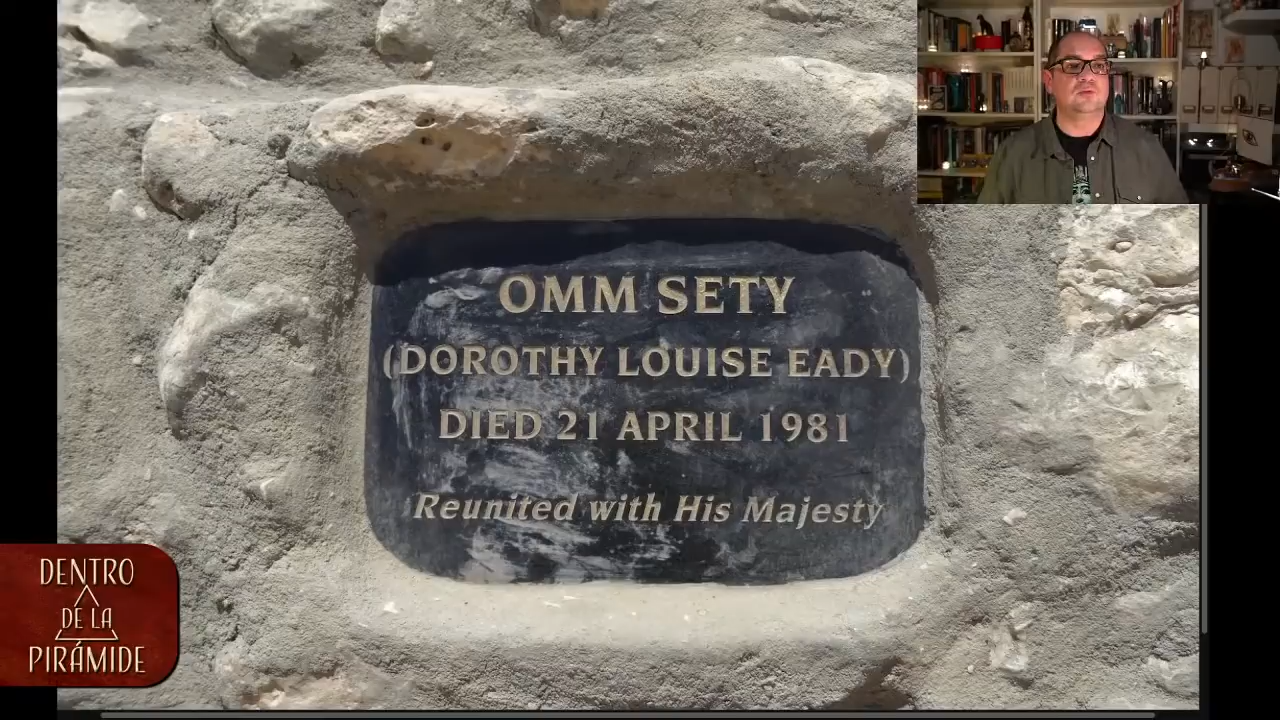 OMM SETY
(DOROTHY LOUISE EADY)
DIED 21 APRIL 1981
Reunited with His Majesty
DENTRO
DE LA
PIRÁMIDE